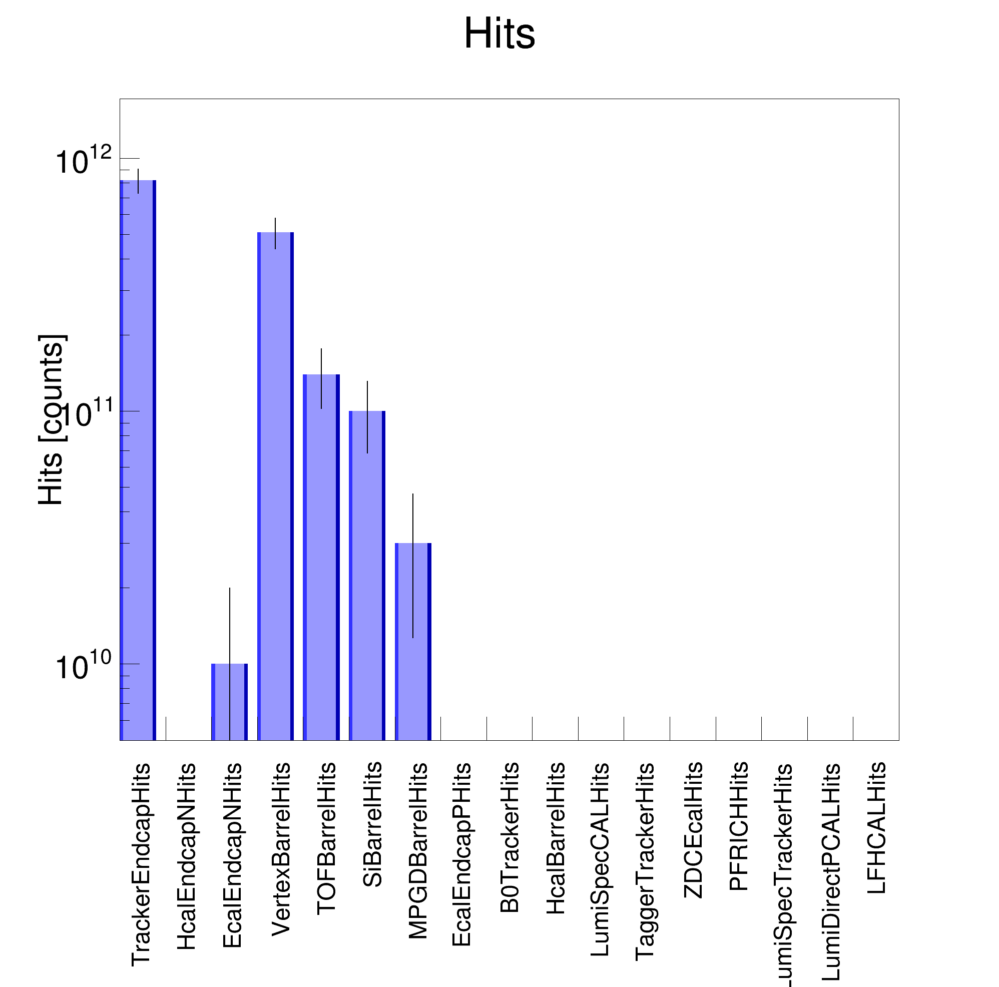 Hits
Hits [counts]
10^12
10^11
10^10
TrackerEndcapHits
HcalEndcapNHits
EcalEndcapNHits
VertexBarrelHits
TOFBarrelHits
SiBarrelHits
MPGDBarrelHits
EcalEndcapPHits
B0TrackerHits
HcalBarrelHits
LumiSpecCALHits
TaggerTrackerHits
ZDCEcalHits
PFRICHHits
LumiSpecTrackerHits
LumiDirectPCALHits
LFHCALHits